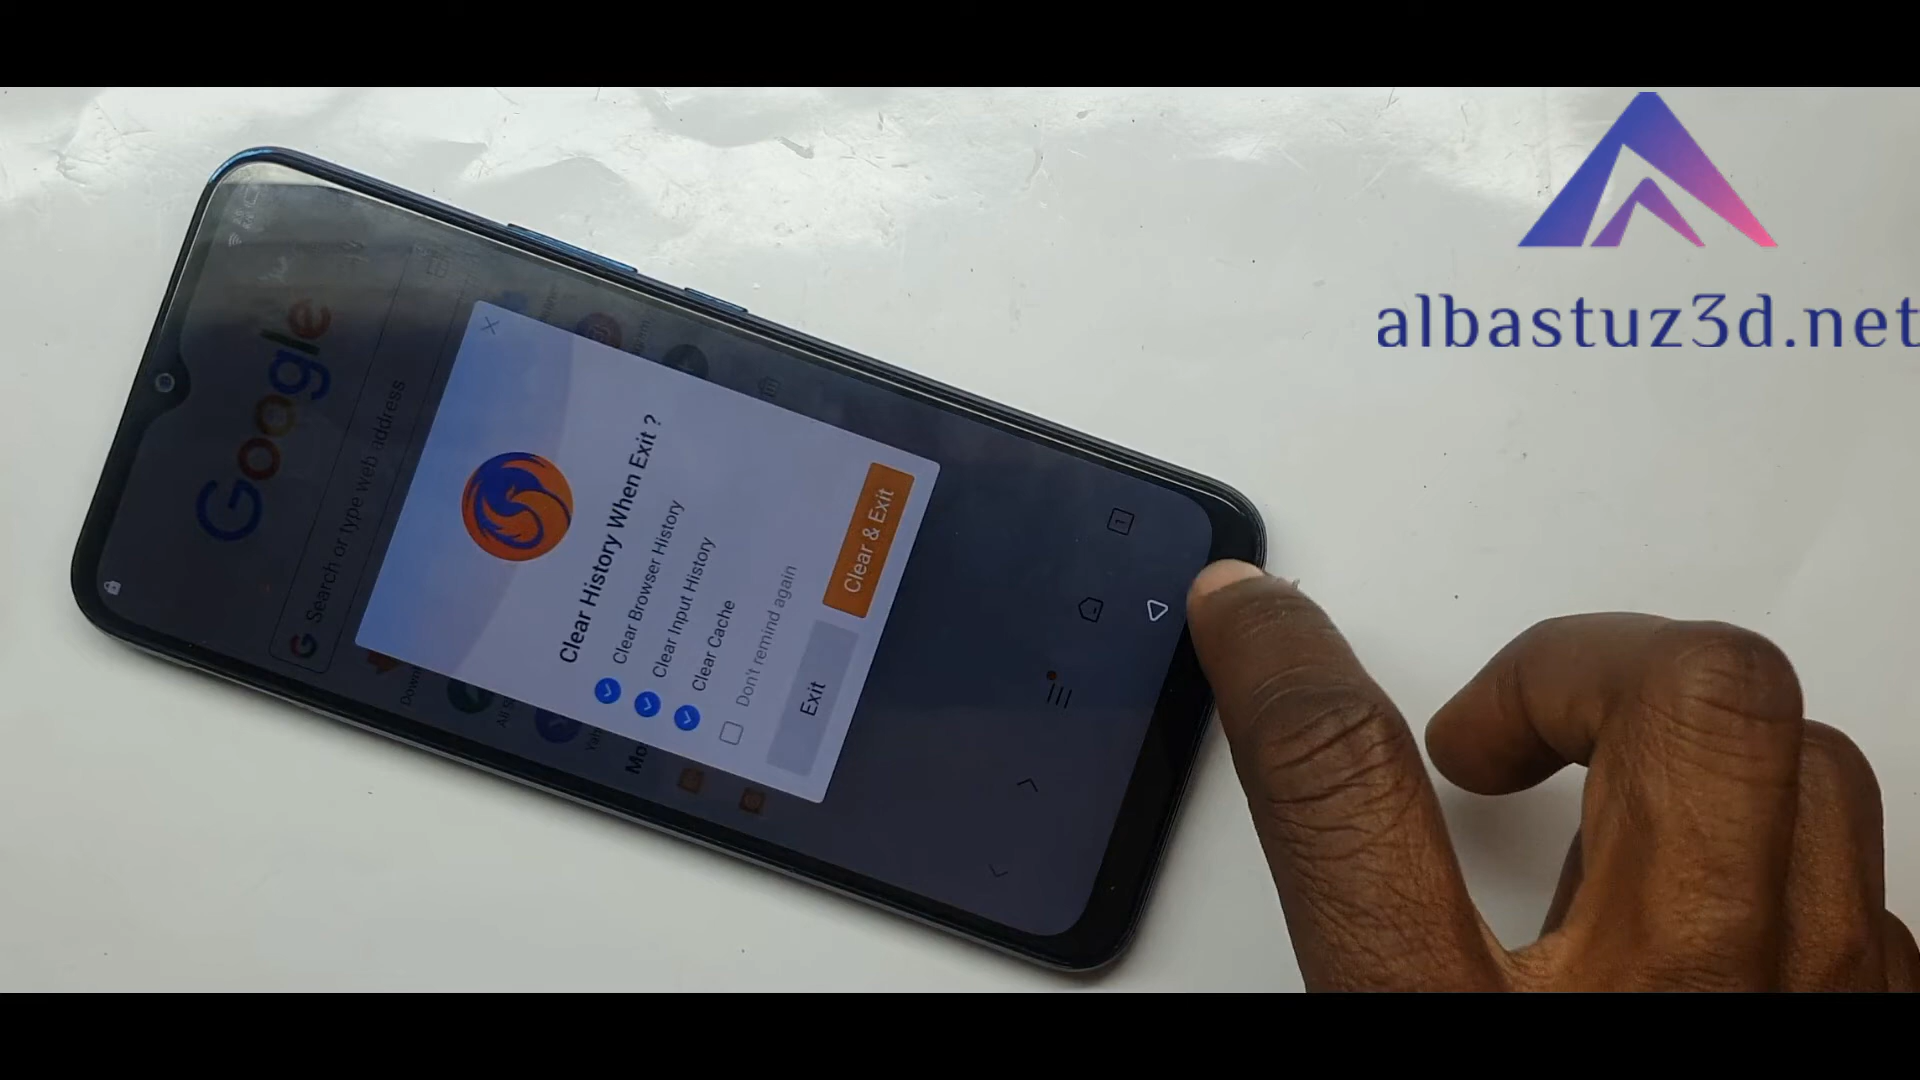 albastuz3d.net
Google
Search or type web address
Clear History When Exit ?
Clear Browser History
Clear Input History
Clear Cache
Don't remind again
Exit
Clear & Exit
1